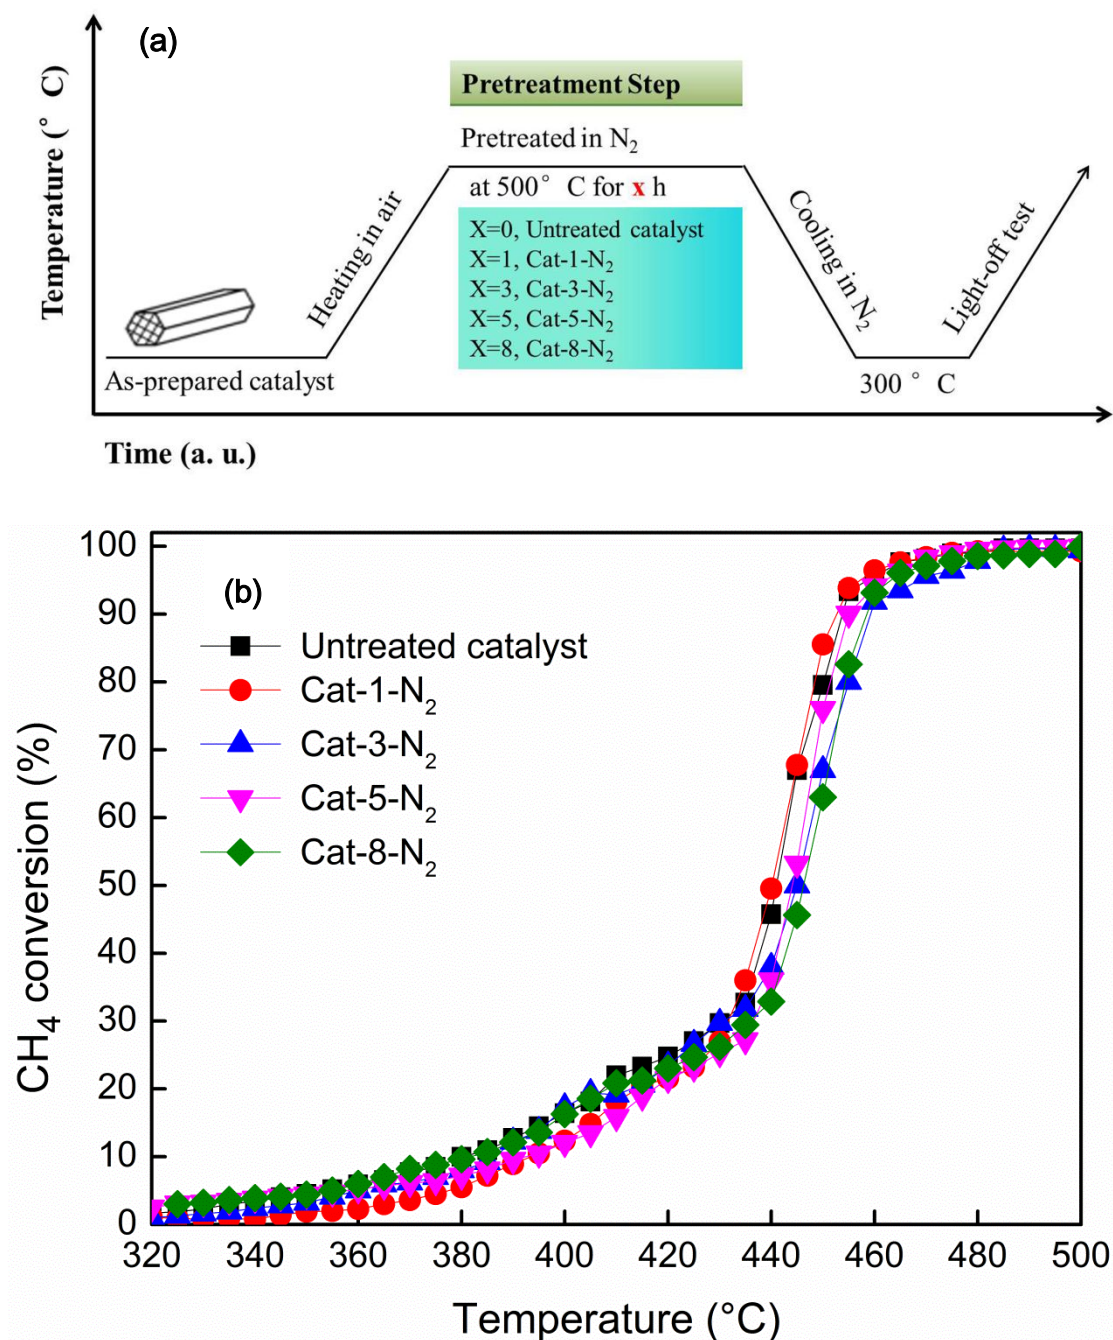 (a)
Pretreatment Step
Pretreated in N₂
at 500° C for x h
X=0, Untreated catalyst
X=1, Cat-1-N₂
X=3, Cat-3-N₂
X=5, Cat-5-N₂
X=8, Cat-8-N₂
Temperature (° C)
Heating in air
Cooling in N₂
Light-off test
As-prepared catalyst
300 ° C
Time (a. u.)
(b)
Untreated catalyst
Cat-1-N₂
Cat-3-N₂
Cat-5-N₂
Cat-8-N₂
CH₄ conversion (%)
100
90
80
70
60
50
40
30
20
10
0
320 340 360 380 400 420 440 460 480 500
Temperature (°C)